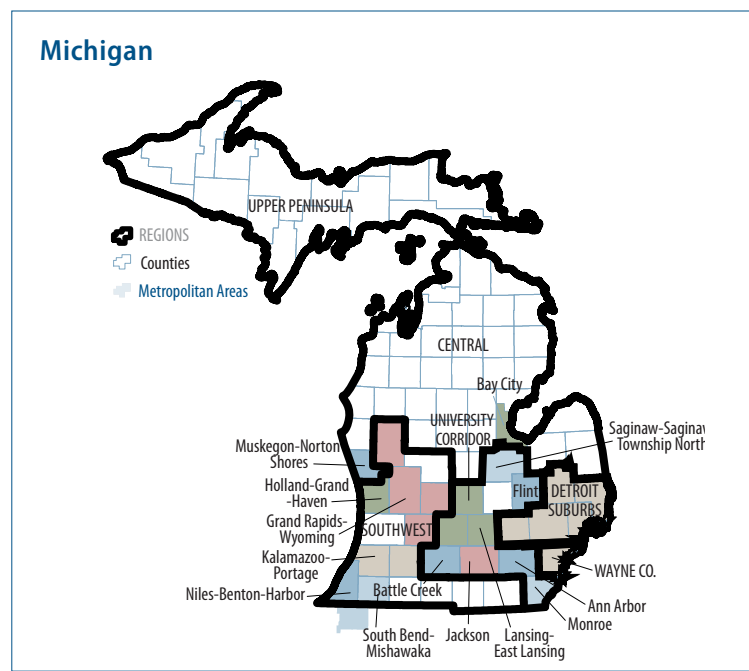 Michigan
UPPER PENINSULA
REGIONS
Counties
Metropolitan Areas
CENTRAL
Bay City
UNIVERSITY
CORRIDOR
Saginaw-Saginaw
Township North
Muskegon-Norton
Shores
Holland-Grand
-Haven
Flint
DETROIT
SUBURBS
Grand Rapids-
Wyoming
SOUTHWEST
Kalamazoo-
Portage
WAYNE CO.
Niles-Benton-Harbor
Battle Creek
Ann Arbor
Monroe
South Bend-
Mishawaka
Jackson
Lansing-
East Lansing